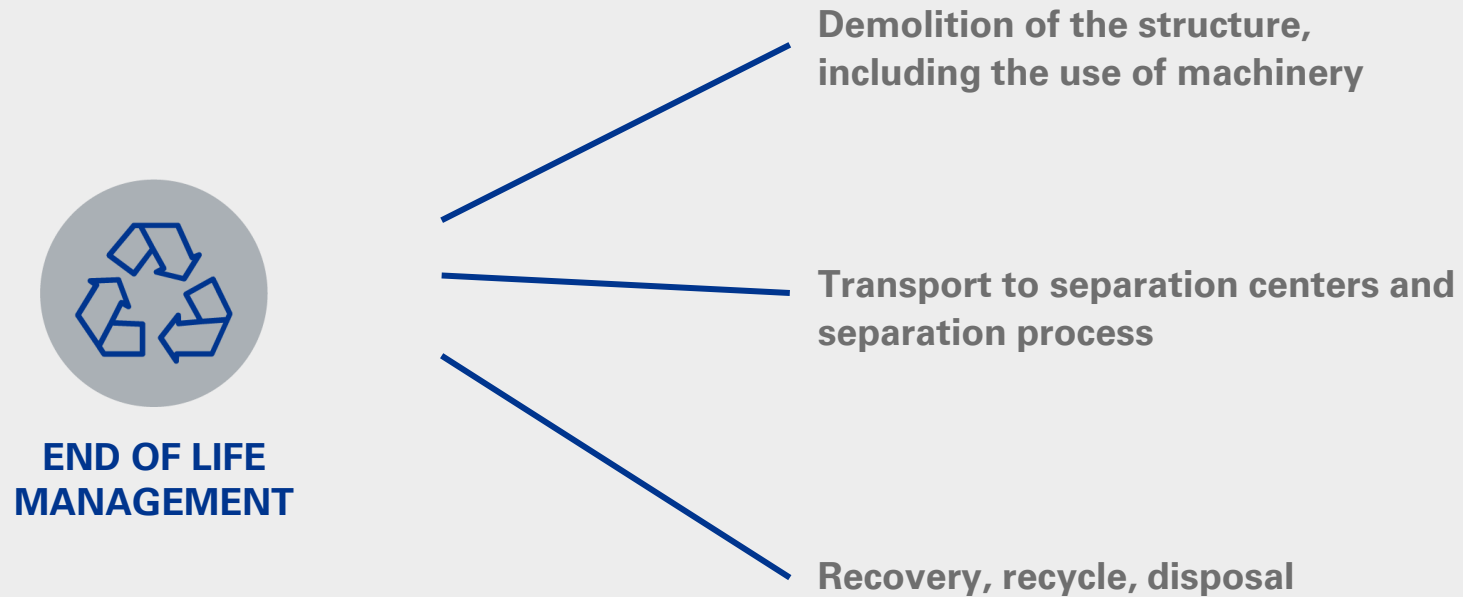 END OF LIFE
MANAGEMENT
Demolition of the structure,
including the use of machinery
Transport to separation centers and
separation process
Recovery, recycle, disposal